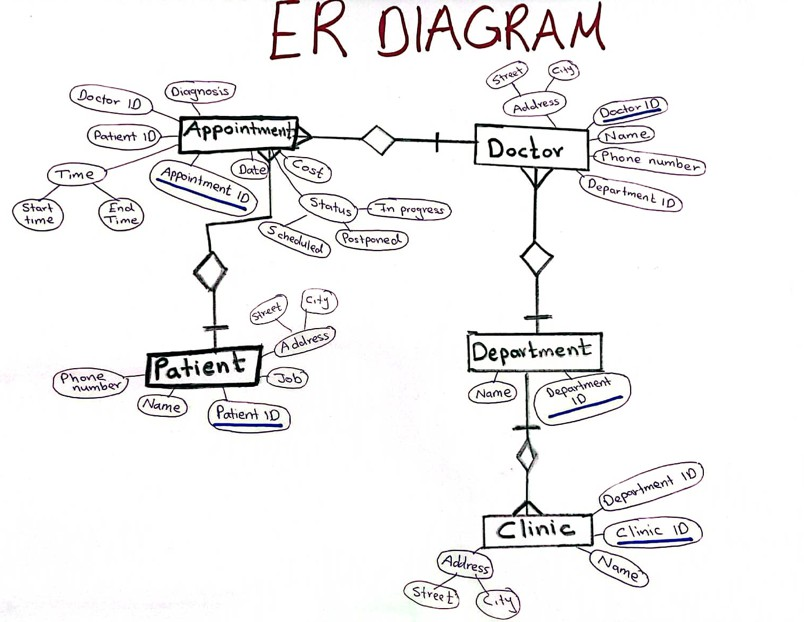 ER DIAGRAM
Diagnosis
Doctor ID
Patient ID
Time
Start
time
End
Time
Appointment
Appointment ID
Date
Cost
Status
In progress
Scheduled
Postponed
Street
City
Address
Doctor
Doctor ID
Name
Phone number
Department ID
Street
City
Address
Patient
Phone
number
Name
Patient ID
Job
Department
Name
Department
ID
Clinic
Department ID
Clinic ID
Name
Address
Street
City